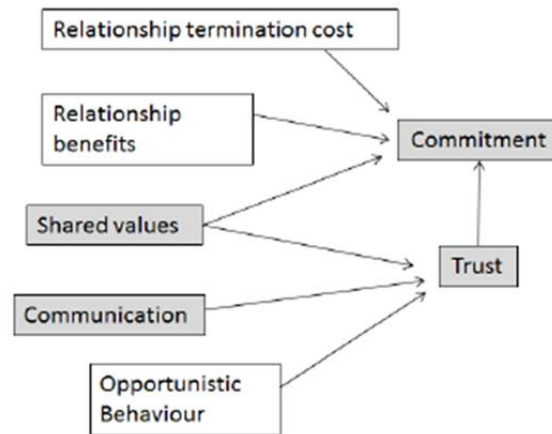 Relationship termination cost
Relationship
benefits
Commitment
Shared values
Trust
Communication
Opportunistic
Behaviour